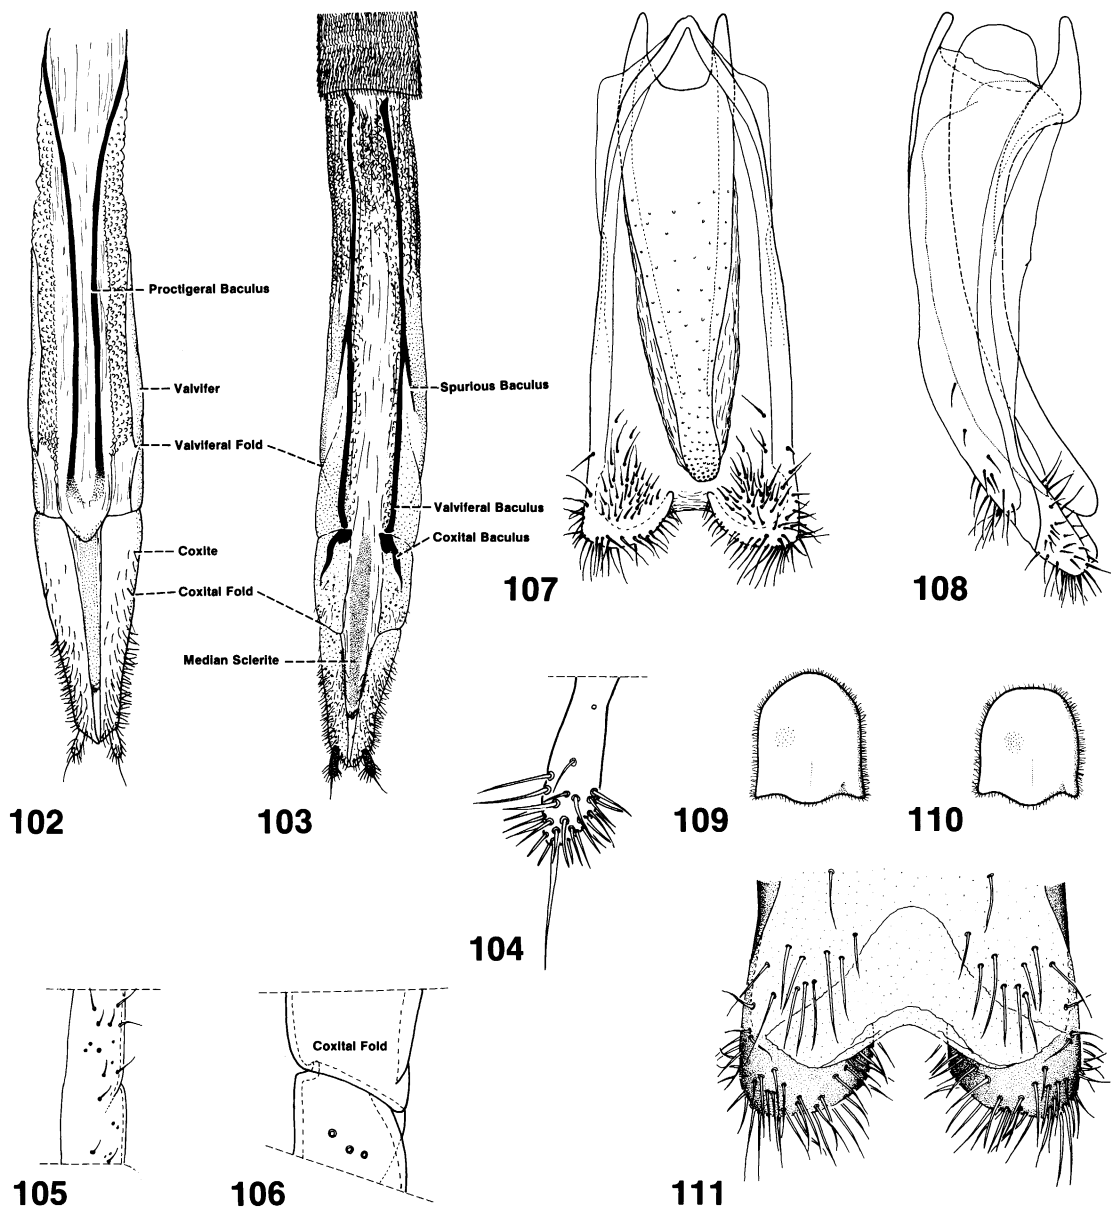 Proctigeral Baculus
Valvifer
Valviferal Fold
Coxite
Coxital Fold
Median Sclerite
Spurious Baculus
Valviferal Baculus
Coxital Baculus
107
108
102
103
104
109
110
Coxital Fold
105
106
111